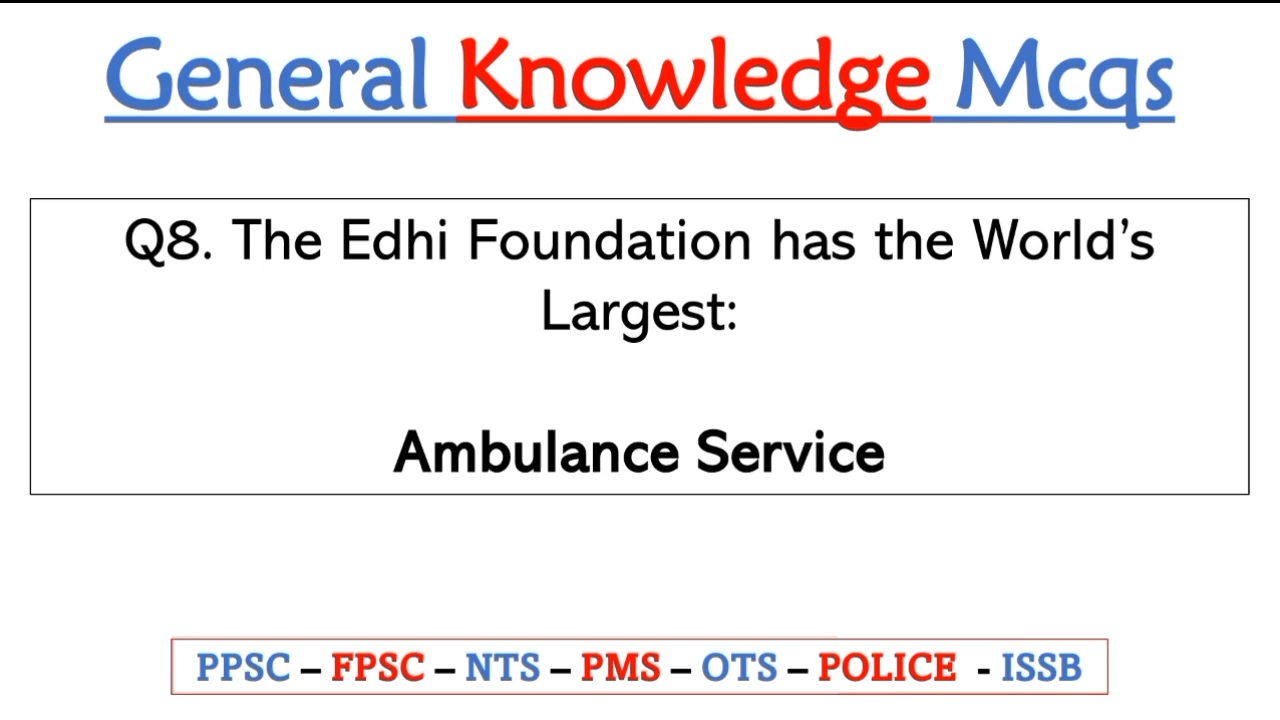 General Knowledge Mcqs
Q8. The Edhi Foundation has the World’s
Largest:
Ambulance Service
PPSC – FPSC – NTS – PMS – OTS – POLICE - ISSB